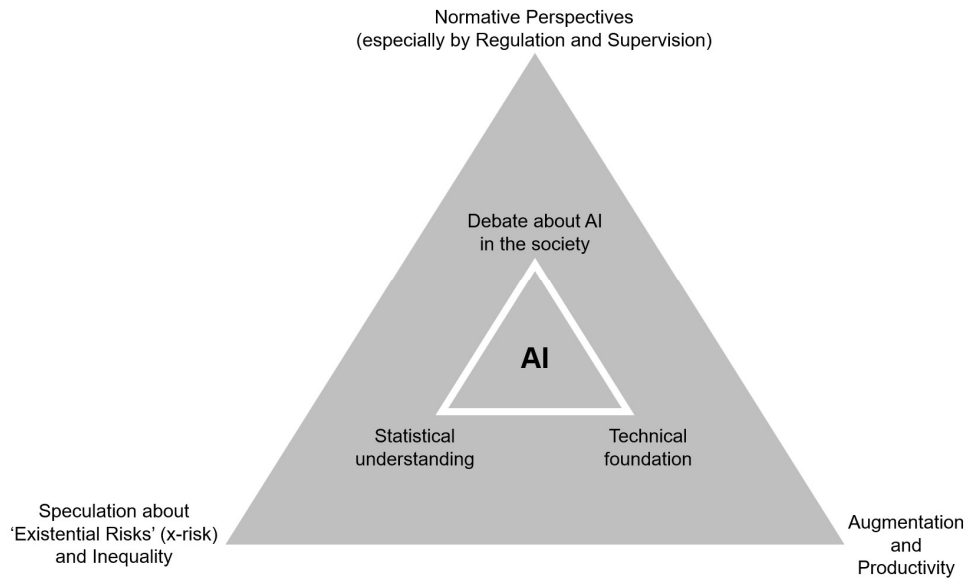 Normative Perspectives
(especially by Regulation and Supervision)
Debate about AI
in the society
AI
Statistical
understanding
Technical
foundation
Speculation about
‘Existential Risks’ (x-risk)
and Inequality
Augmentation
and
Productivity